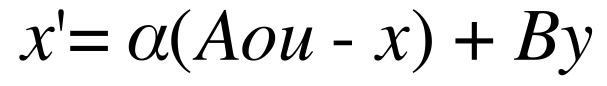 x'= α(Aou - x) + By